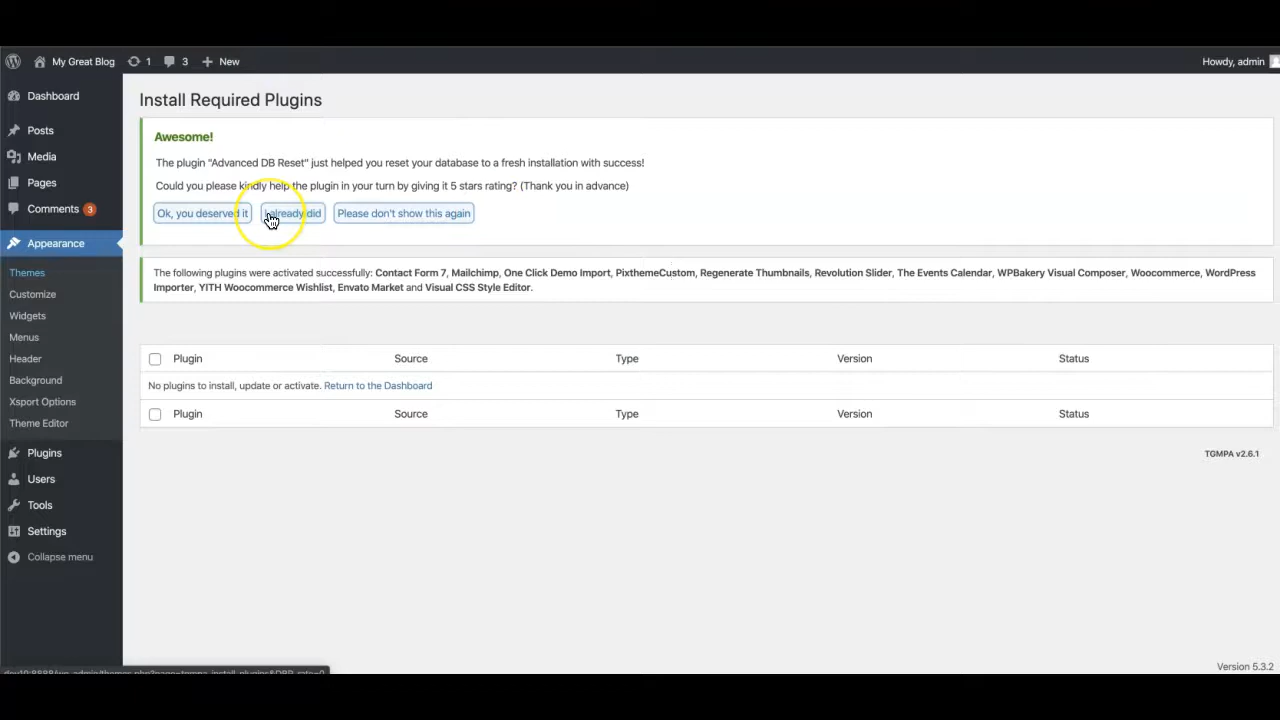 My Great Blog 1 3 New Howdy, admin
Dashboard
Posts
Media
Pages
Comments 3
Appearance
Themes
Customize
Widgets
Menus
Header
Background
Xsport Options
Theme Editor
Plugins
Users
Tools
Settings
Collapse menu
Install Required Plugins
Awesome!
The plugin "Advanced DB Reset" just helped you reset your database to a fresh installation with success!
Could you please kindly help the plugin in your turn by giving it 5 stars rating? (Thank you in advance)
Ok, you deserved it I already did Please don't show this again
The following plugins were activated successfully: Contact Form 7, Mailchimp, One Click Demo Import, PixthemeCustom, Regenerate Thumbnails, Revolution Slider, The Events Calendar, WPBakery Visual Composer, Woocommerce, WordPress
Importer, YITH Woocommerce Wishlist, Envato Market and Visual CSS Style Editor.
Plugin Source Type Version Status
No plugins to install, update or activate. Return to the Dashboard
Plugin Source Type Version Status
TGMPA v2.6.1
Version 5.3.2